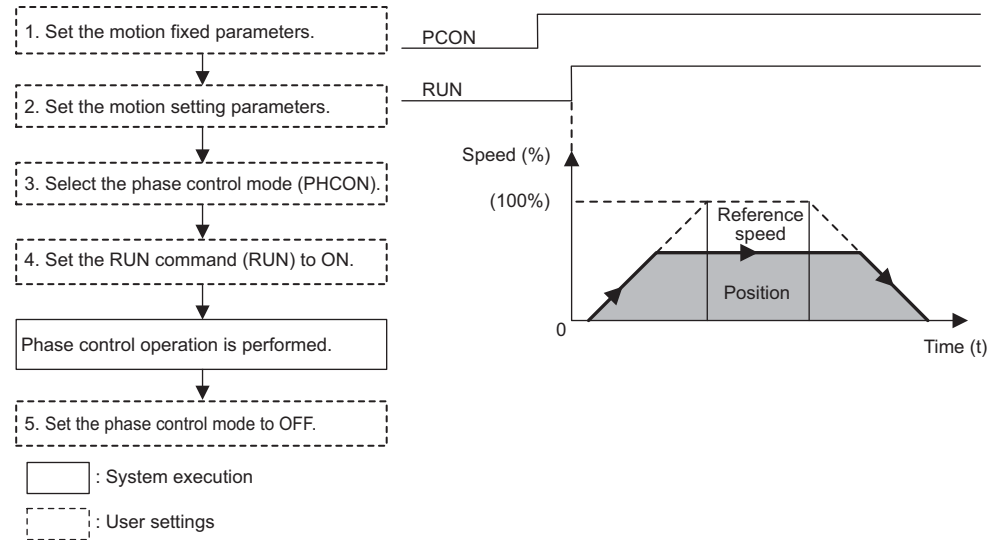 1. Set the motion fixed parameters.
2. Set the motion setting parameters.
3. Select the phase control mode (PHCON).
4. Set the RUN command (RUN) to ON.
Phase control operation is performed.
5. Set the phase control mode to OFF.
: System execution
: User settings
PCON
RUN
Speed (%)
(100%)
Reference
speed
Position
0
Time (t)